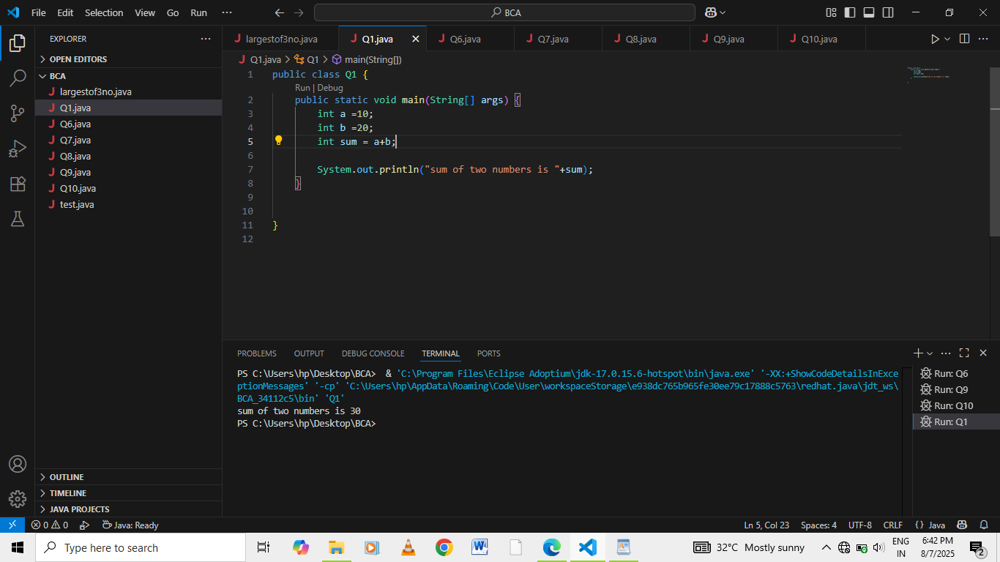 File Edit Selection View Go Run ··· BCA
EXPLORER
OPEN EDITORS
BCA
largestof3no.java
Q1.java
Q6.java
Q7.java
Q8.java
Q9.java
Q10.java
test.java
OUTLINE
TIMELINE
JAVA PROJECTS
largestof3no.java Q1.java Q6.java Q7.java Q8.java Q9.java Q10.java
Q1.java > Q1 > main(String[])
1 public class Q1 {
Run | Debug
2 public static void main(String[] args) {
3 int a =10;
4 int b =20;
5 int sum = a+b;
6
7 System.out.println("sum of two numbers is "+sum);
8 }
9
10
11 }
12
PROBLEMS OUTPUT DEBUG CONSOLE TERMINAL PORTS
PS C:\Users\hp\Desktop\BCA> & 'C:\Program Files\Eclipse Adoptium\jdk-17.0.15.6-hotspot\bin\java.exe' '-XX:+ShowCodeDetailsInExce
ptionMessages' '-cp' 'C:\Users\hp\AppData\Roaming\Code\User\workspaceStorage\e938dc765b965fe30ee79c17888c5763\redhat.java\jdt_ws\
BCA_34112c5\bin' 'Q1'
sum of two numbers is 30
PS C:\Users\hp\Desktop\BCA>
Run: Q6
Run: Q9
Run: Q10
Run: Q1
0 0 Java: Ready Ln 5, Col 23 Spaces: 4 UTF-8 CRLF {} Java
Type here to search 32°C Mostly sunny
ENG
IN
6:42 PM
8/7/2025
2